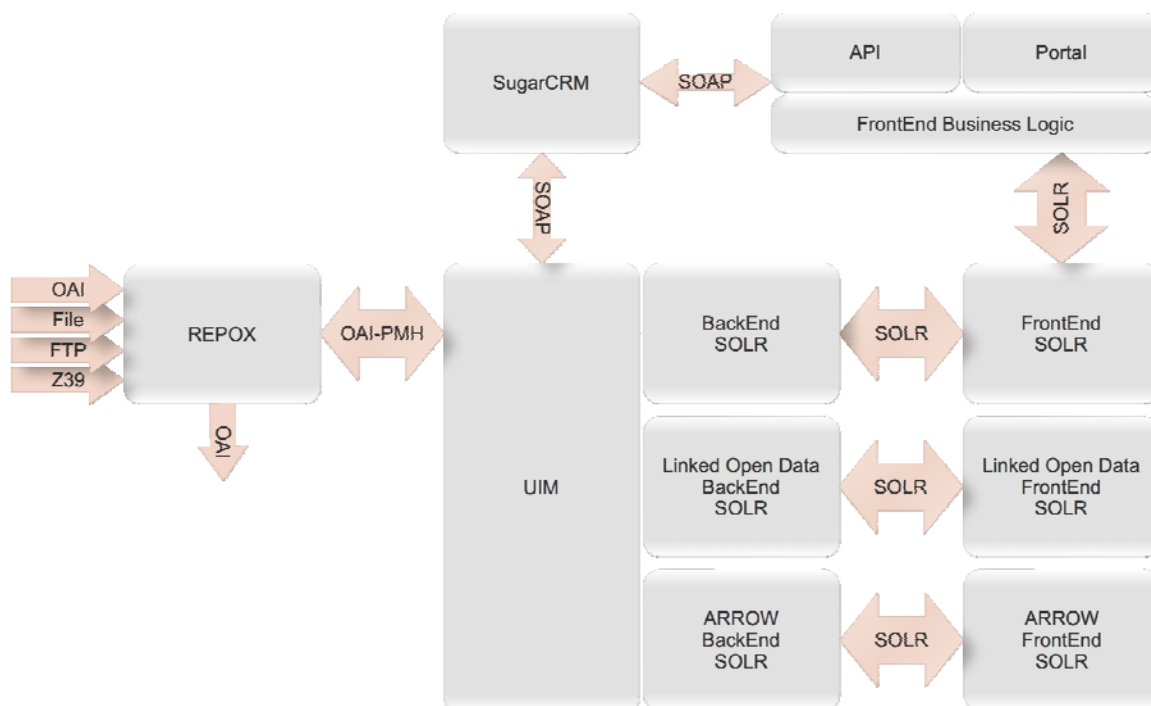 SugarCRM
SOAP
API
Portal
FrontEnd Business Logic
SOAP
SOLR
OAI
File
FTP
Z39
REPOX
OAI-PMH
OAI
UIM
BackEnd
SOLR
SOLR
FrontEnd
SOLR
Linked Open Data
BackEnd
SOLR
SOLR
Linked Open Data
FrontEnd
SOLR
ARROW
BackEnd
SOLR
SOLR
ARROW
FrontEnd
SOLR